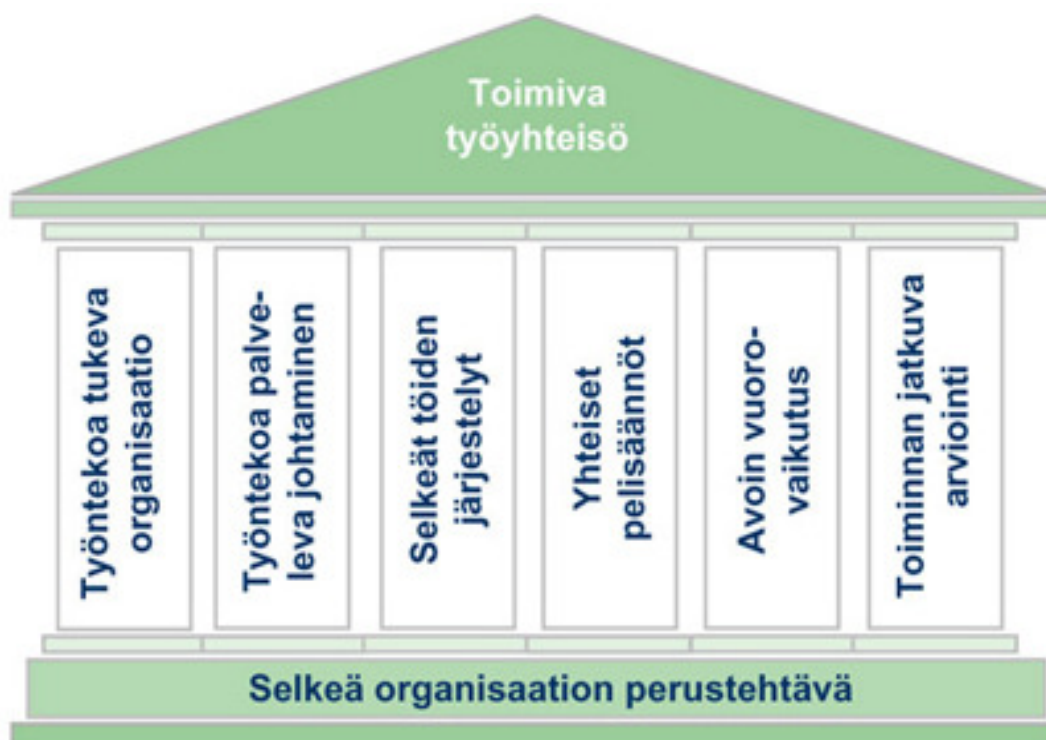 Toimiva
työyhteisö
Työntekoa tukeva
organisaatio
Työntekoa palve-
leva johtaminen
Selkeät töiden
järjestelyt
Yhteiset
pelisäännöt
Avoin vuoro-
vaikutus
Toiminnan jatkuva
arviointi
Selkeä organisaation perustehtävä